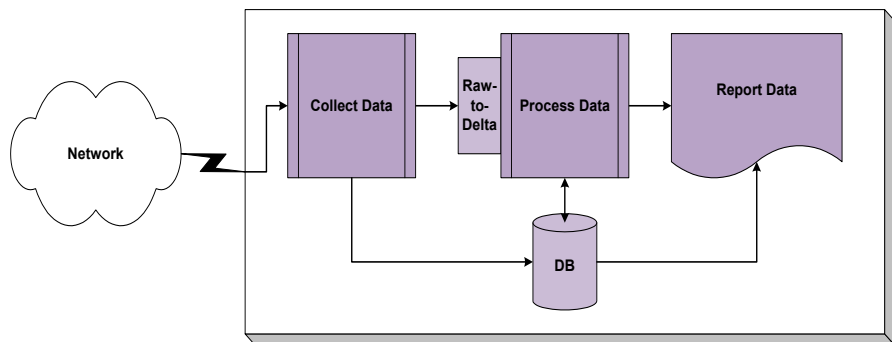 Network
Collect Data
Raw-
to-
Delta
Process Data
Report Data
DB